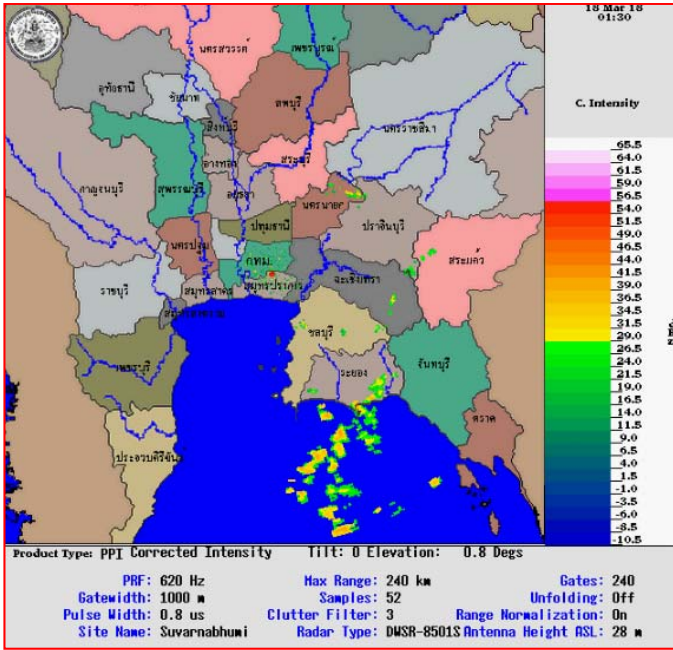 18 Mar 18
01:30
C. Intensity
นครสวรรค์
เพชรบูรณ์
อุทัยธานี
ชัยนาท
ลพบุรี
สิงห์บุรี
นครราชสีมา
อ่างทอง
สระบุรี
กาญจนบุรี
สุพรรณบุรี
อยุธยา
นครนายก
ปราจีนบุรี
ปทุมธานี
นครปฐม
สระแก้ว
กทม.
ราชบุรี
สมุทรสาคร
สมุทรปราการ
ฉะเชิงเทรา
สมุทรสงคราม
ชลบุรี
เพชรบุรี
จันทบุรี
ระยอง
ตราด
ประจวบคีรีขันธ์
65.5
64.0
61.5
59.0
56.5
54.0
51.5
49.0
46.5
44.0
41.5
39.0
36.5
34.0
31.5
29.0
26.5
24.0
21.5
19.0
16.5
14.0
11.5
9.0
6.5
4.0
1.5
-1.0
-3.5
-6.0
-8.5
-10.5
Product Type: PPI Corrected Intensity Tilt: 0 Elevation: 0.8 Degs
PRF: 620 Hz Max Range: 240 km Gates: 240
Gatewidth: 1000 m Samples: 52 Unfolding: Off
Pulse Width: 0.8 us Clutter Filter: 3 Range Normalization: On
Site Name: Suvarnabhumi Radar Type: DWSR-8501S Antenna Height ASL: 28 m